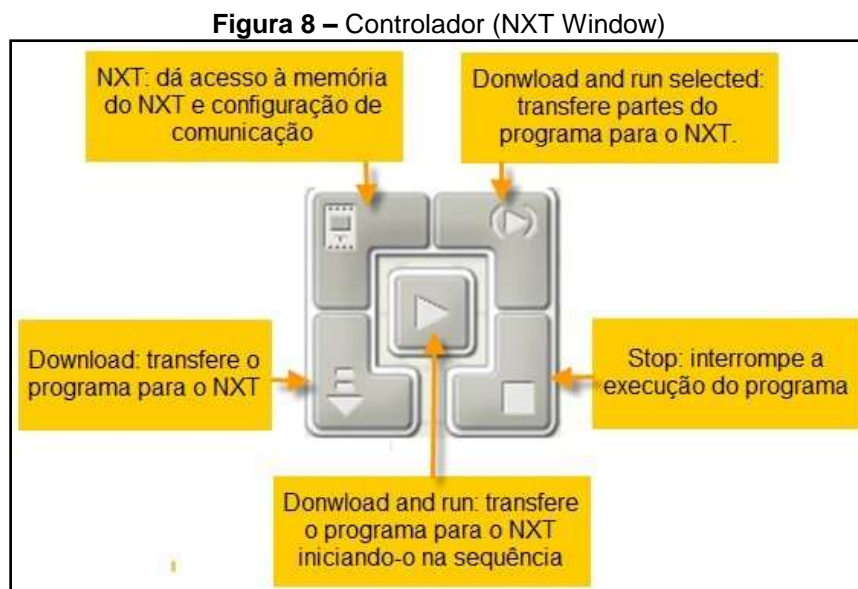 Figura 8 – Controlador (NXT Window)
NXT: dá acesso à memória
do NXT e configuração de
comunicação
Donwload and run selected:
transfere partes do
programa para o NXT.
Download: transfere o
programa para o NXT
Stop: interrompe a
execução do programa
Donwload and run: transfere
o programa para o NXT
iniciando-o na sequência